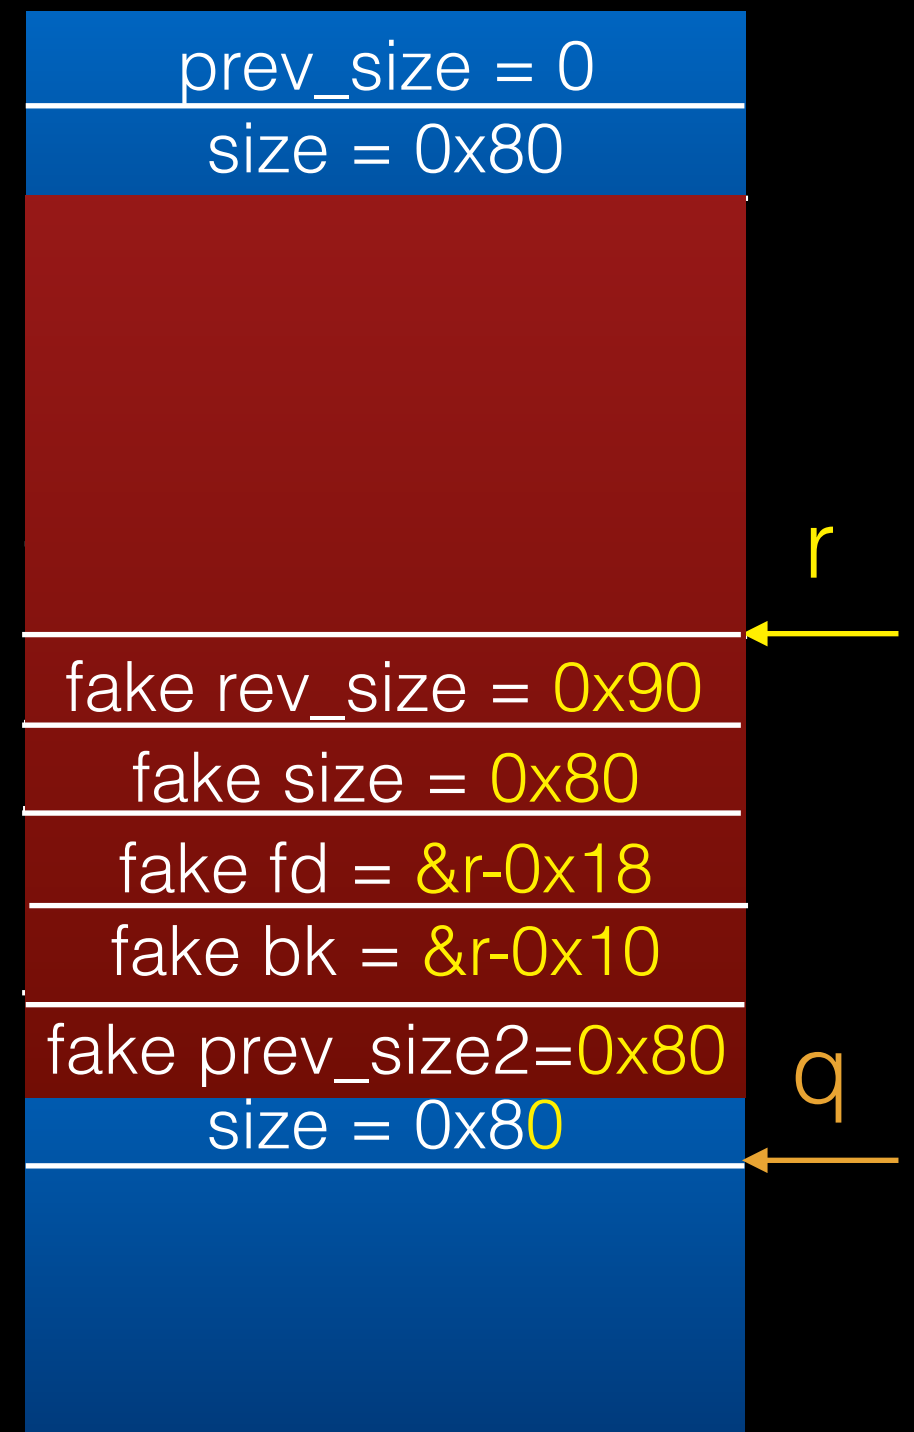 prev_size = 0
size = 0x80
r
fake rev_size = 0x90
fake size = 0x80
fake fd = &r-0x18
fake bk = &r-0x10
fake prev_size2=0x80
q
size = 0x80